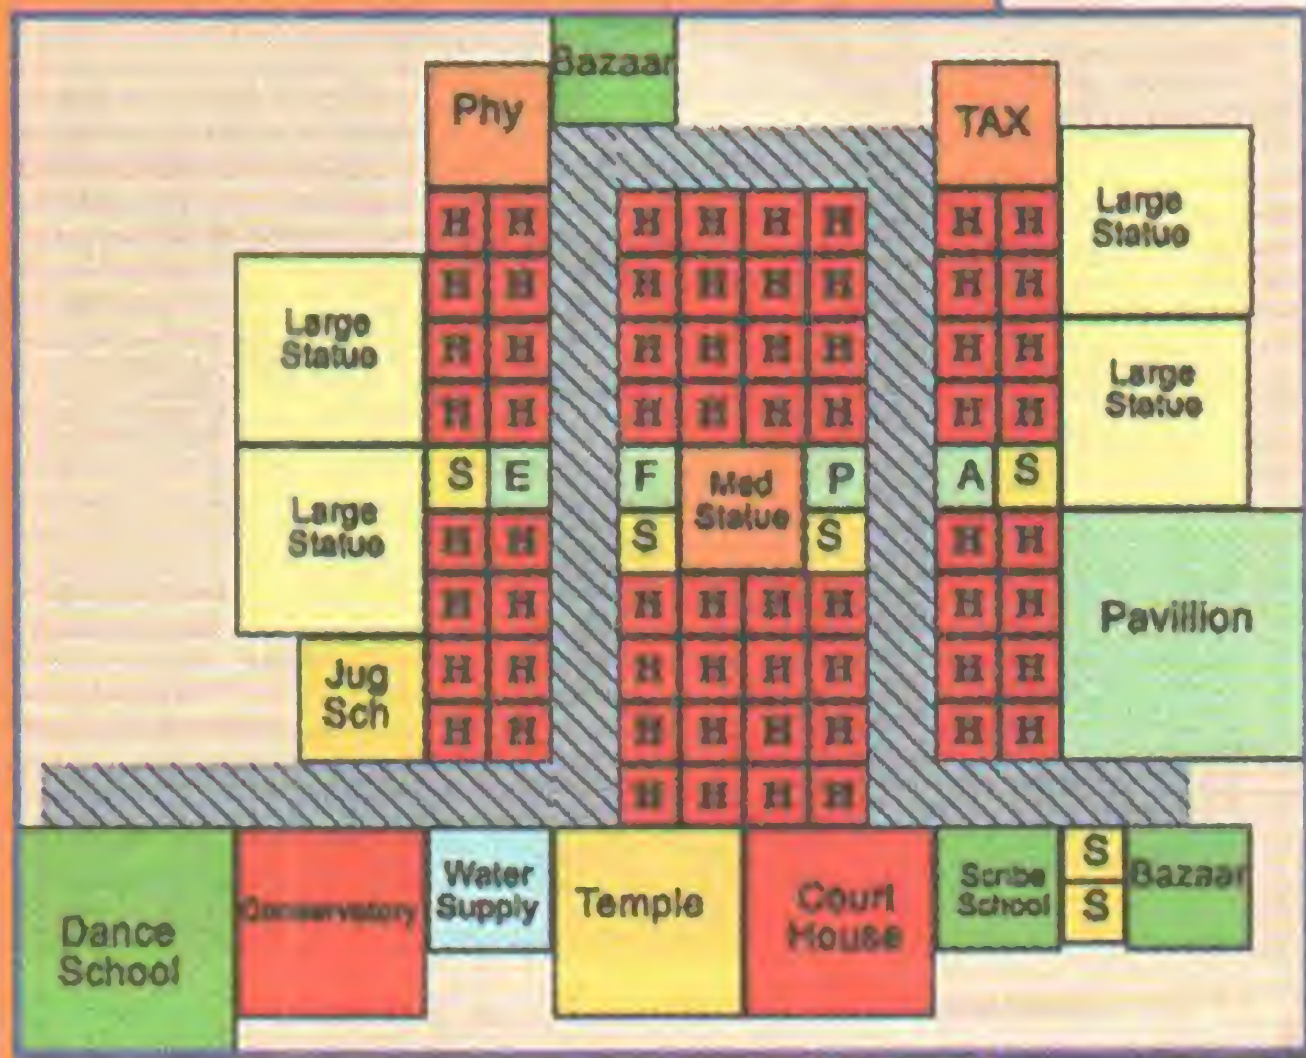 Bazaar
Phy
TAX
H H H H H H H H
Large
Statue
H H H H H H H H
Large
Statue
H H H H H H H H
Large
Statue
H H H H H H H H
S E F Med
Statue P A S
Large
Statue
S S
H H H H
H H H H H H H H
Pavillion
Jug
Sch
H H H H H H H H
H H H H H H H H
H H H H
Dance
School
Conservatory
Water
Supply
Temple
Court
House
Scribe
School
S
S
Bazaar